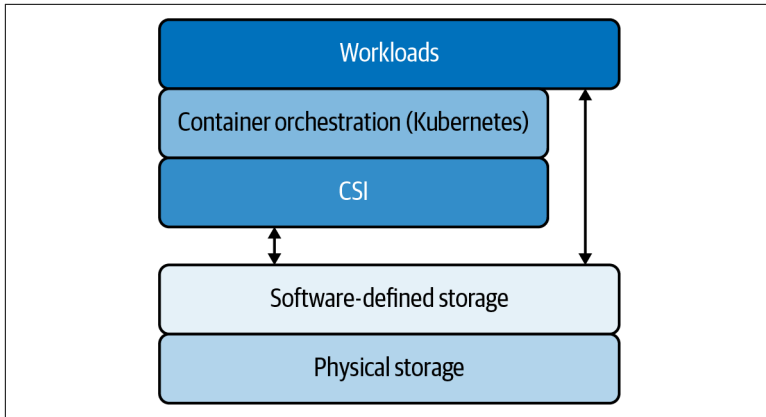 Workloads
Container orchestration (Kubernetes)
CSI
Software-defined storage
Physical storage